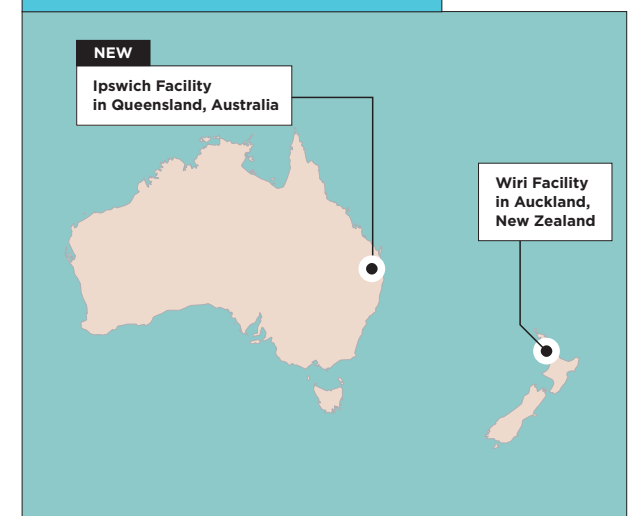 NEW
Ipswich Facility
in Queensland, Australia
Wiri Facility
in Auckland,
New Zealand